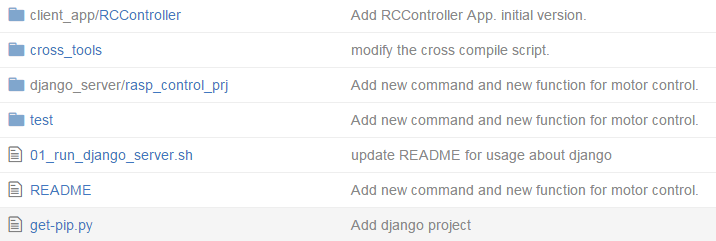 client_app/RCController Add RCController App. initial version.
cross_tools modify the cross compile script.
django_server/rasp_control_prj Add new command and new function for motor control.
test Add new command and new function for motor control.
01_run_django_server.sh update README for usage about django
README Add new command and new function for motor control.
get-pip.py Add django project